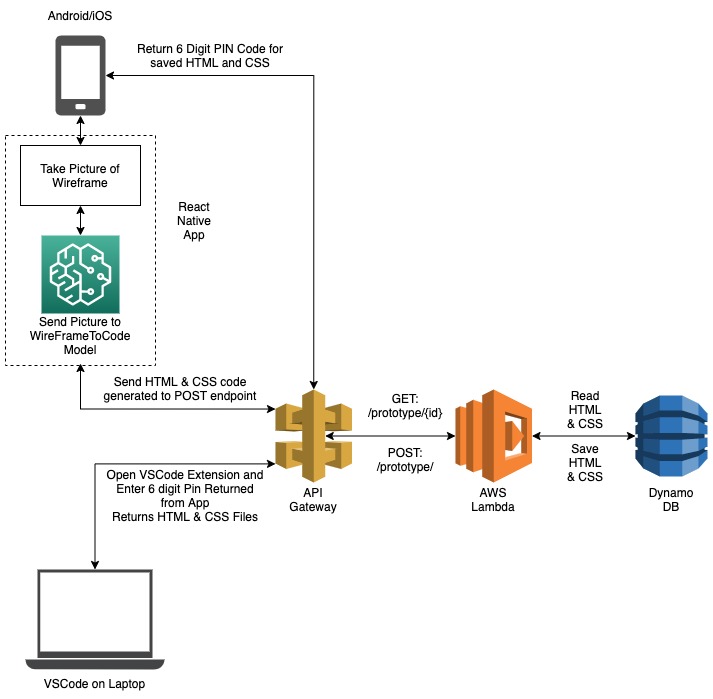 Android/iOS
Return 6 Digit PIN Code for
saved HTML and CSS
Take Picture of
Wireframe
React
Native
App
Send Picture to
WireFrameToCode
Model
Send HTML & CSS code
generated to POST endpoint
GET:
/prototype/{id}
POST:
/prototype/
Read
HTML
& CSS
Save
HTML
& CSS
API
Gateway
AWS
Lambda
Dynamo
DB
Open VSCode Extension and
Enter 6 digit Pin Returned
from App
Returns HTML & CSS Files
VSCode on Laptop